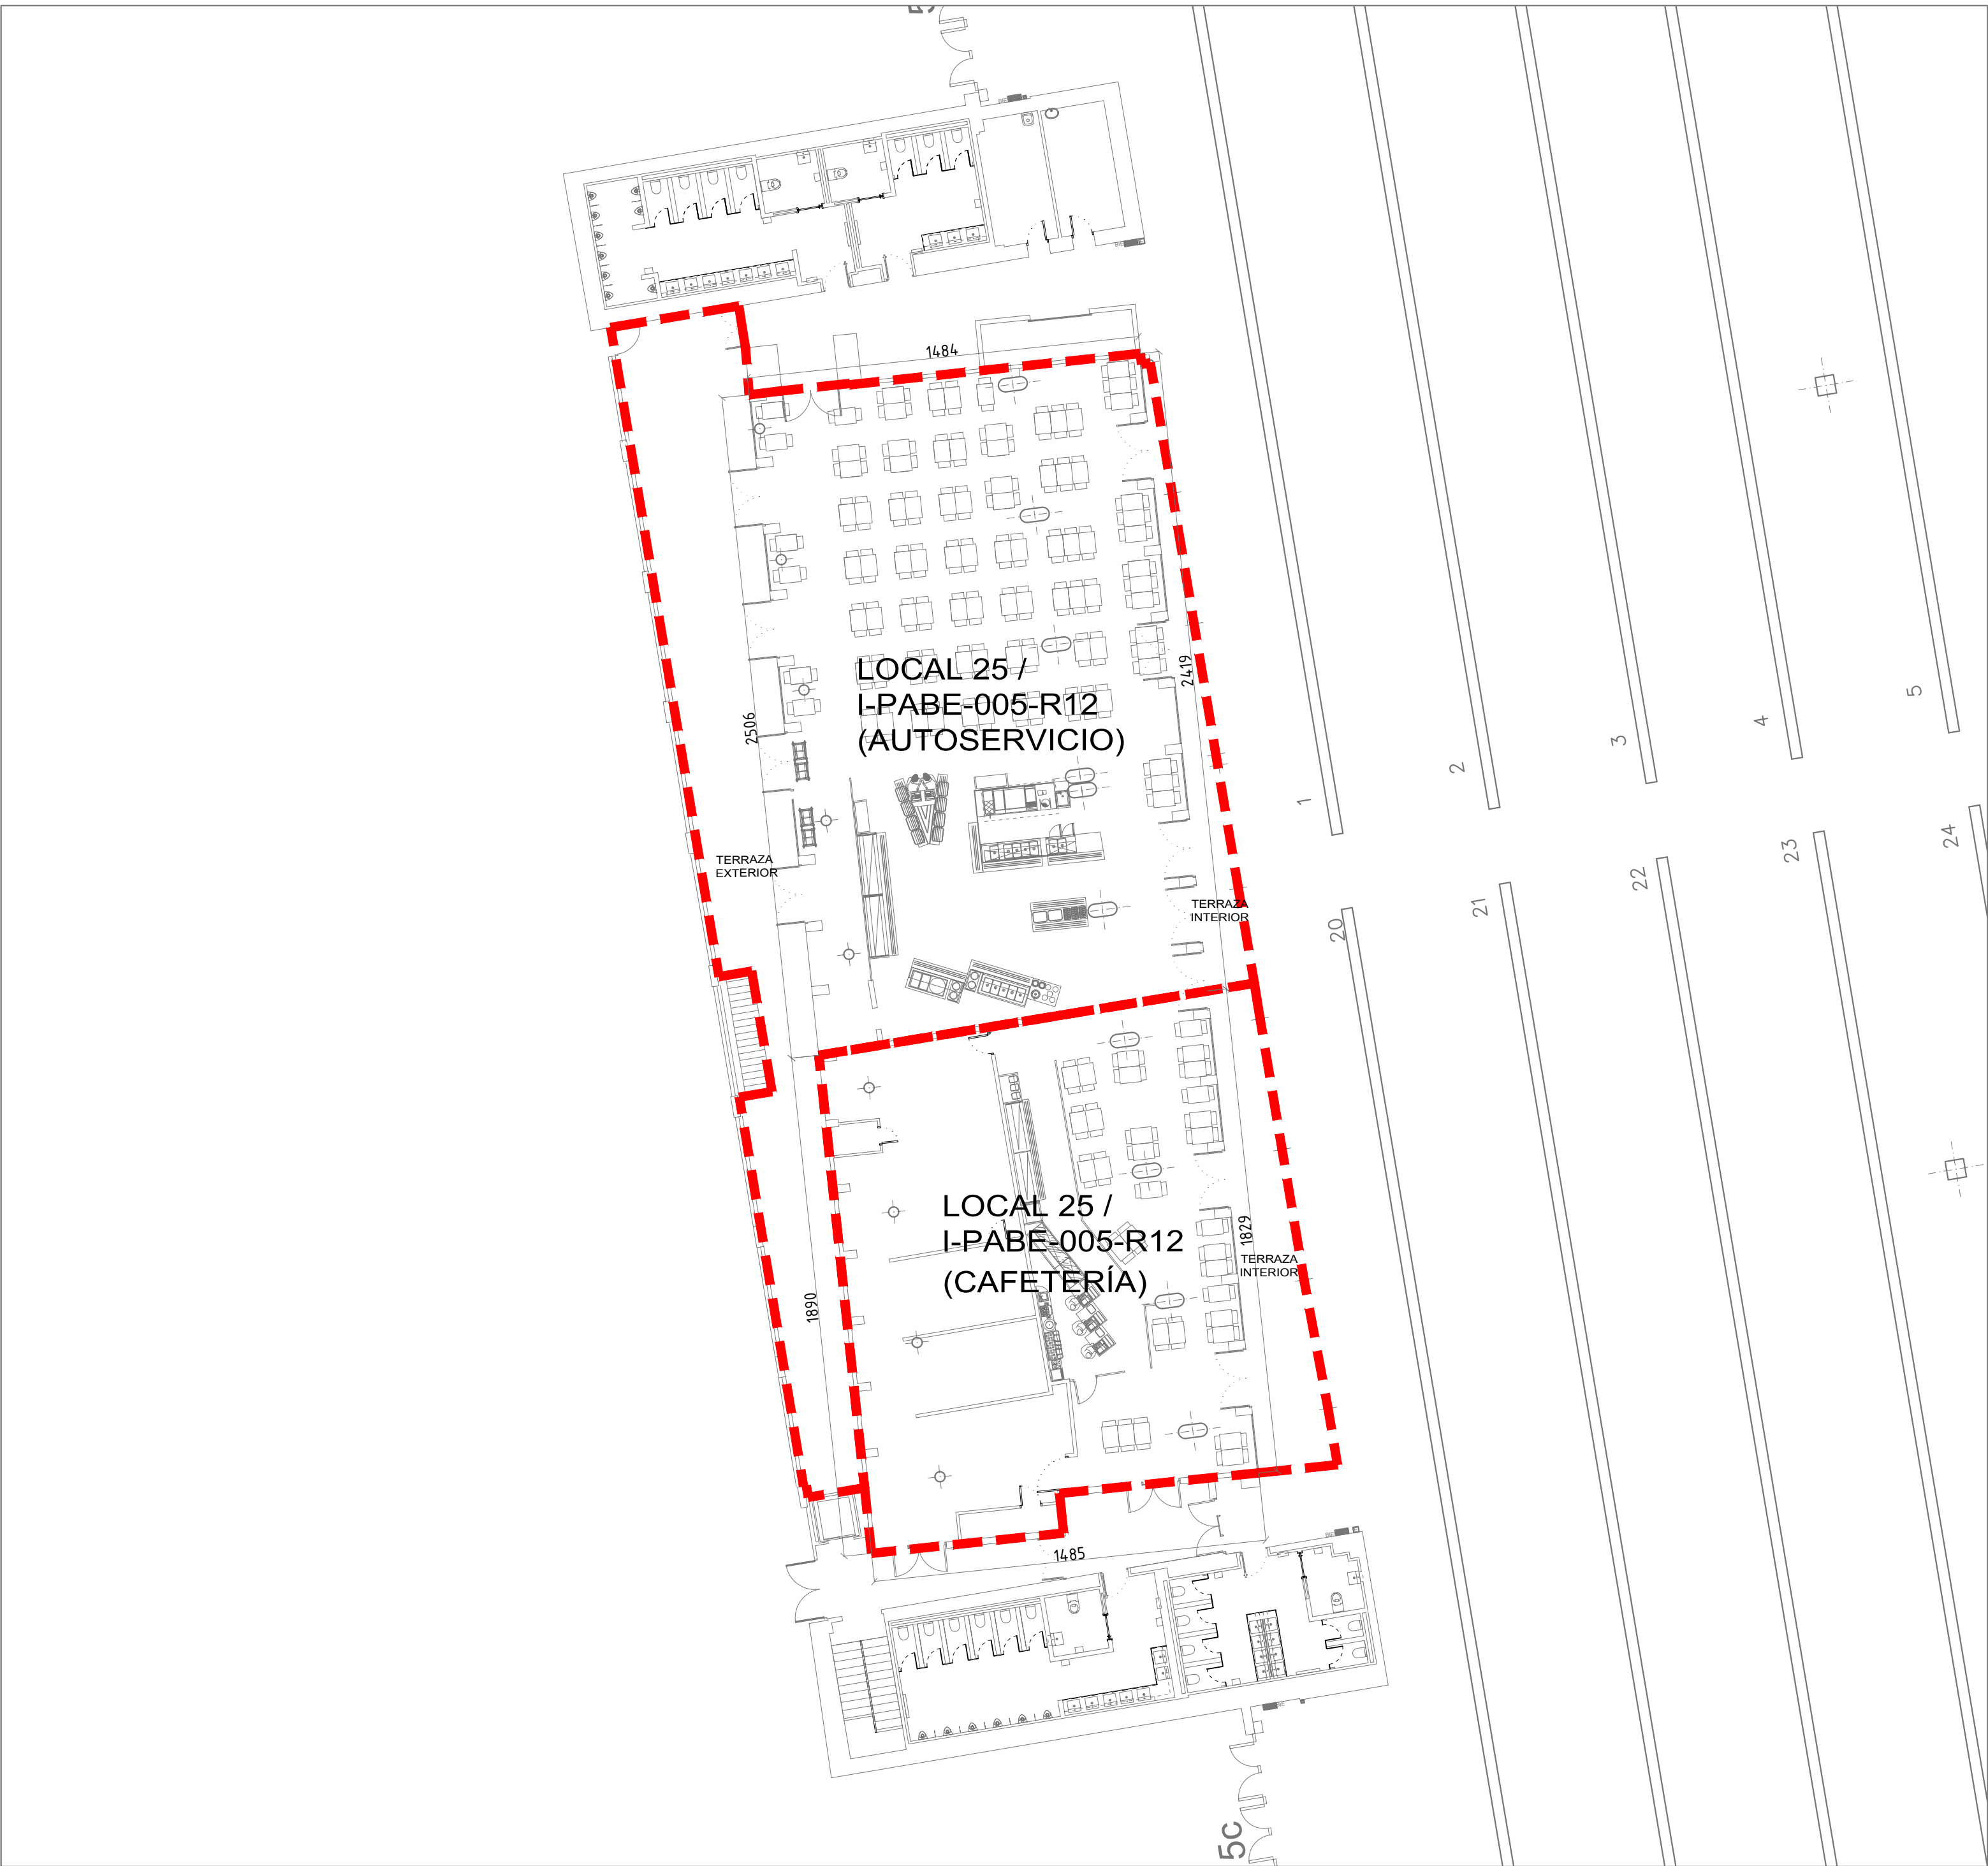 1484
LOCAL 25 /
I-PABE-005-R12
(AUTOSERVICIO)
2506
2419
TERRAZA
EXTERIOR
TERRAZA
INTERIOR
1
2
3
4
5
20
21
22
23
24
LOCAL 25 /
I-PABE-005-R12
(CAFETERÍA)
1829
TERRAZA
INTERIOR
1890
1485
5c